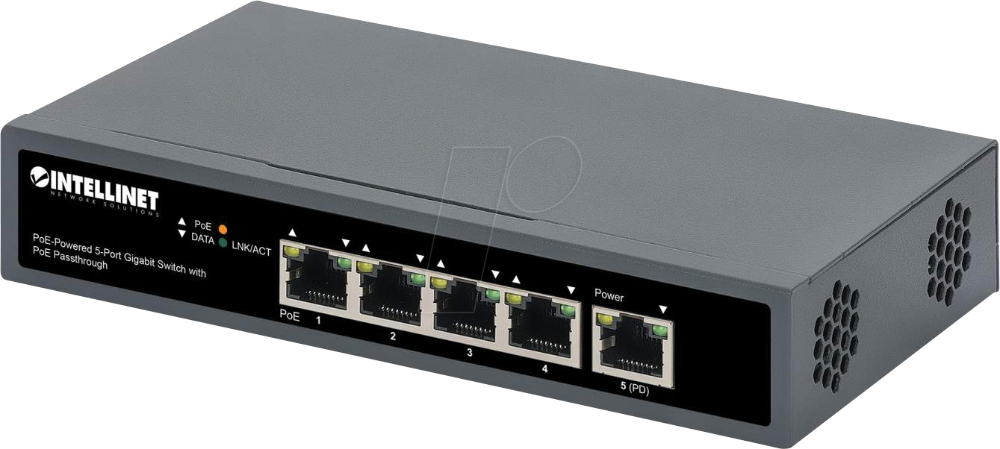 INTELLINET
NETWORK SOLUTIONS
PoE
DATA LNK/ACT
PoE-Powered 5-Port Gigabit Switch with
PoE Passthrough
Power
PoE 1 2 3 4
5 (PD)